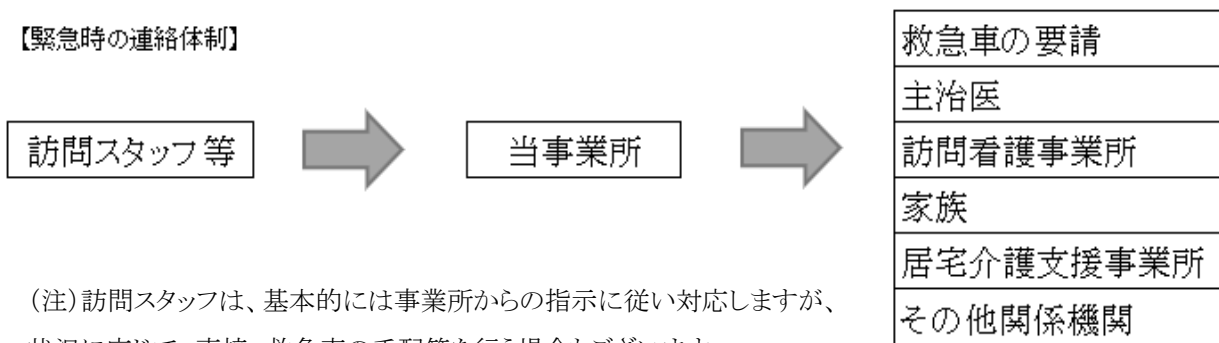 【緊急時の連絡体制】
訪問スタッフ等
当事業所
救急車の要請
主治医
訪問看護事業所
家族
居宅介護支援事業所
その他関係機関
（注）訪問スタッフは、基本的には事業所からの指示に従い対応しますが、